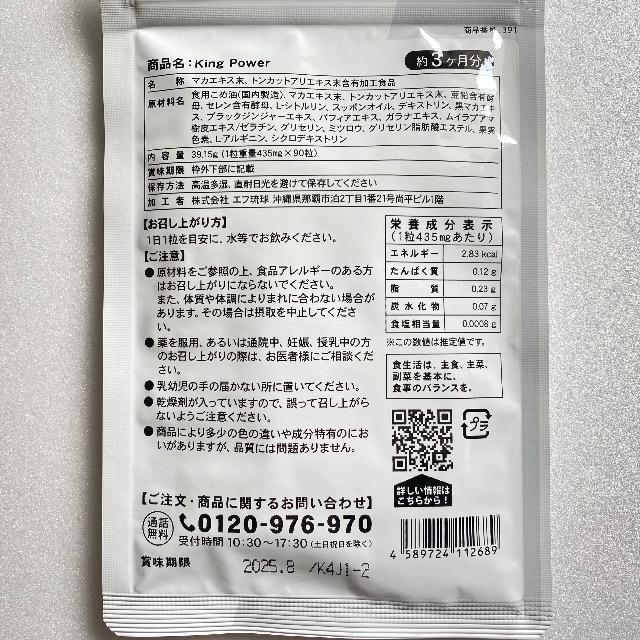 商品番号 391
商品名:King Power
約3ヶ月分
名称 マカエキス末、トンカットアリエキス末含有加工食品
原材料名 食用こめ油(国内製造)、マカエキス末、トンカットアリエキス末、亜鉛含有酵
母、セレン含有酵母、L-シトルリン、スッポンオイル、デキストリン、黒マカエキ
ス、ブラックジンジャーエキス、パフィアエキス、ガラナエキス、ムイラプアマ
樹皮エキス/ゼラチン、グリセリン、ミツロウ、グリセリン脂肪酸エステル、果実
色素、L-アルギニン、シクロデキストリン
内容量 39.15g (1粒重量435mg×90粒)
賞味期限 枠外下部に記載
保存方法 高温多湿、直射日光を避けて保存してください
加工者 株式会社 エフ琉球 沖縄県那覇市泊2丁目1番21号尚平ビル1階
【お召し上がり方】
1日1粒を目安に、水等でお飲みください。
【ご注意】
●原材料をご参照の上、食品アレルギーのある方
はお召し上がりにならないでください。
また、体質や体調によりまれに合わない場合が
あります。その場合は摂取を中止してくださ
い。
●薬を服用、あるいは通院中、妊娠、授乳中の方
のお召し上がりの際は、お医者様にご相談くだ
さい。
●乳幼児の手の届かない所に置いてください。
●乾燥剤が入っていますので、誤って召し上がら
ないようご注意ください。
●商品により多少の色の違いや成分特有のにお
いがありますが、品質には問題ありません。
栄養成分表示
(1粒435mgあたり)
エネルギー 2.83 kcal
たんぱく質 0.12 g
脂質 0.23 g
炭水化物 0.07 g
食塩相当量 0.0008 g
※この数値は推定値です。
食生活は、主食、主菜、
副菜を基本に、
食事のバランスを。
プラ
詳しい情報は
こちらから!
【ご注文・商品に関するお問い合わせ】
通話
無料
0120-976-970
受付時間 10:30～17:30 (土日祝日を除く)
賞味期限 2025.8 /K4J1-2
4 589724 112689